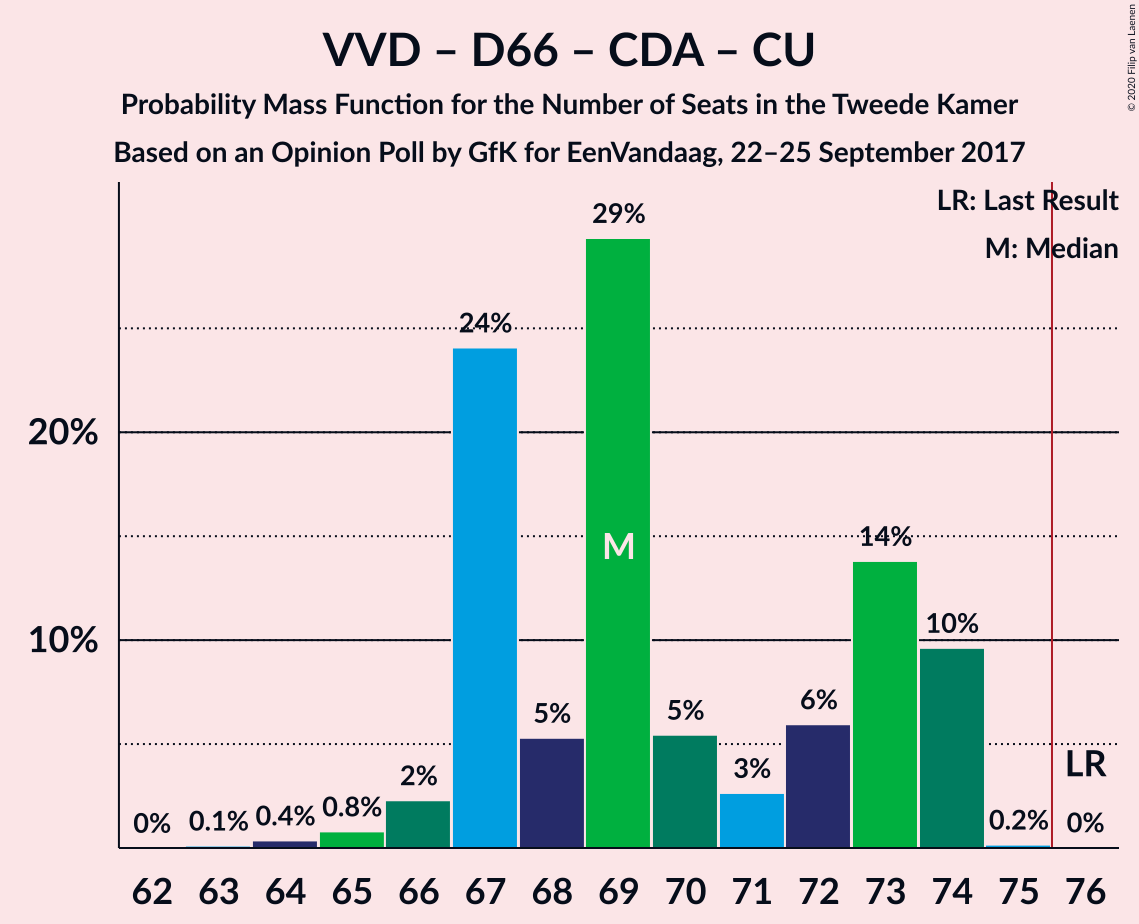 VVD – D66 – CDA – CU
Probability Mass Function for the Number of Seats in the Tweede Kamer
Based on an Opinion Poll by GfK for EenVandaag, 22–25 September 2017
© 2020 Filip van Laenen
LR: Last Result
M: Median
29%
24%
20%
14%
M
10%
10%
6%
5%
5%
3%
2%
LR
0%
0.1%
0.4%
0.8%
0.2%
0%
62 63 64 65 66 67 68 69 70 71 72 73 74 75 76